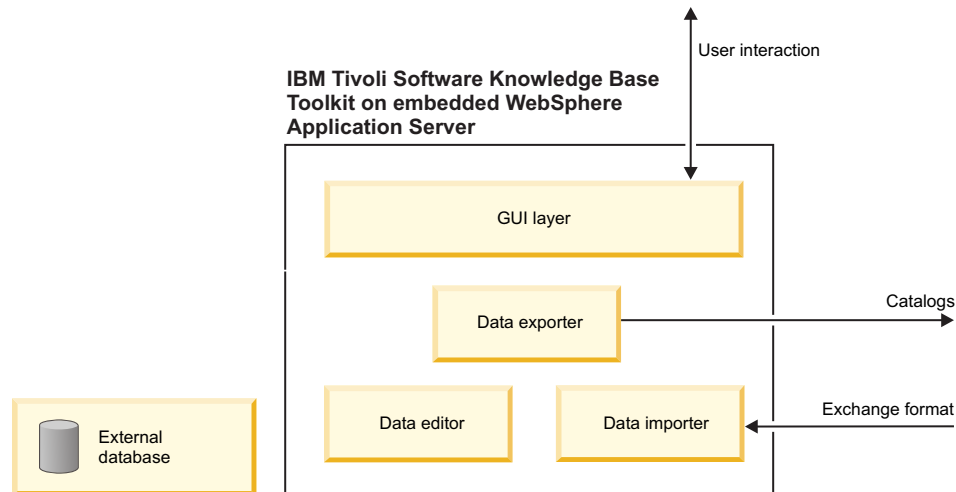 User interaction
IBM Tivoli Software Knowledge Base
Toolkit on embedded WebSphere
Application Server
GUI layer
Catalogs
Data exporter
Exchange format
Data editor
Data importer
External
database